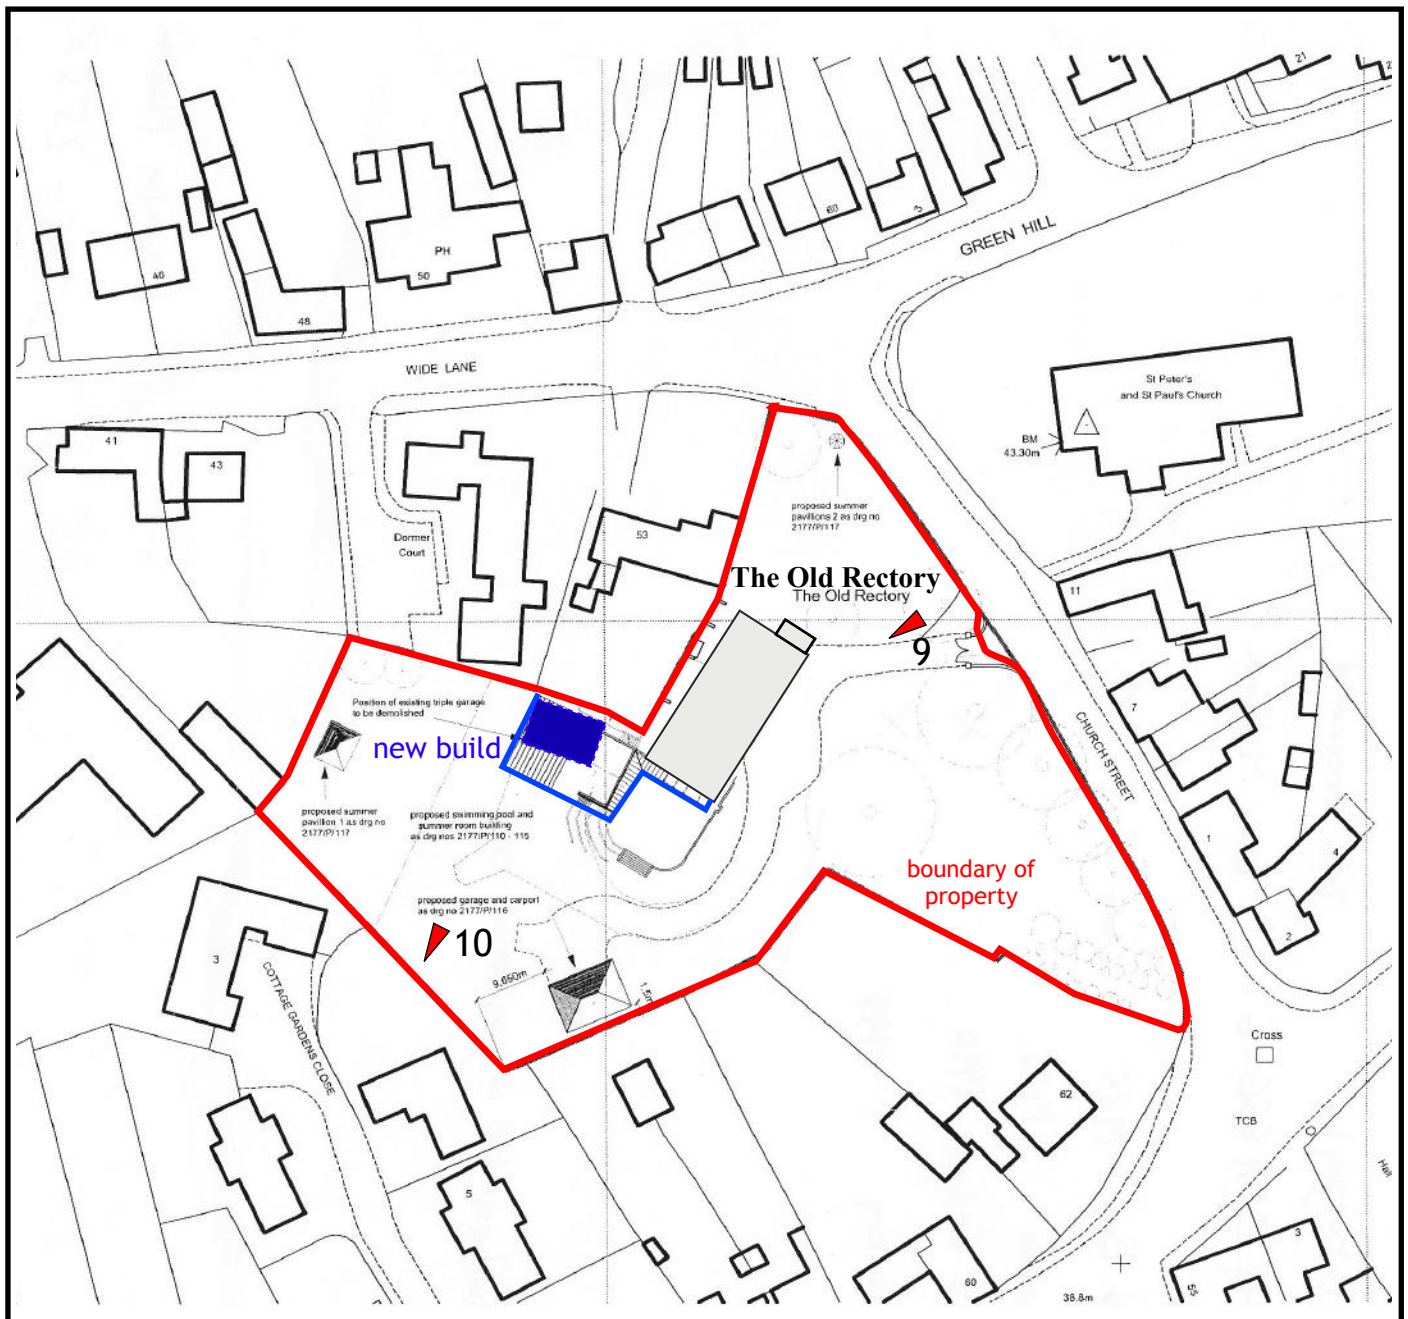 21
GREEN HILL
60
3
PH
50
40
48
WIDE LANE
St Peter's
and St Paul's Church
BM
43.30m
41
43
proposed summer
pavillions 2 as drg no
2177/P/117
53
Dormer
Court
The Old Rectory
The Old Rectory
11
9
Position of existing triple garage
to be demolished
new build
7
CHURCH STREET
proposed summer
pavilion 1 as drg no
2177/P/117
proposed swimming pool and
summer room building
as drg nos 2177/P/110 - 115
1
4
2
boundary of
property
proposed garage and carport
as drg no 2177/P/116
10
9.650m
1.5m
3
COTTAGE GARDENS CLOSE
Cross
62
TCB
Hall
5
3
60
55
38.8m